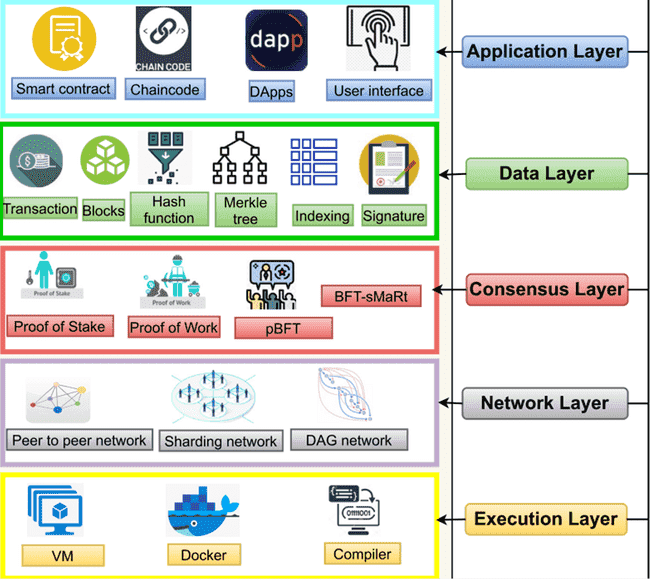 CHAIN CODE
dapp
Application Layer
Smart contract
Chaincode
DApps
User interface
Data Layer
Transaction
Blocks
Hash
function
Merkle
tree
Indexing
Signature
Proof of Stake
Proof of Work
BFT-sMaRt
Consensus Layer
Proof of Stake
Proof of Work
pBFT
Network Layer
Peer to peer network
Sharding network
DAG network
Execution Layer
VM
Docker
Compiler